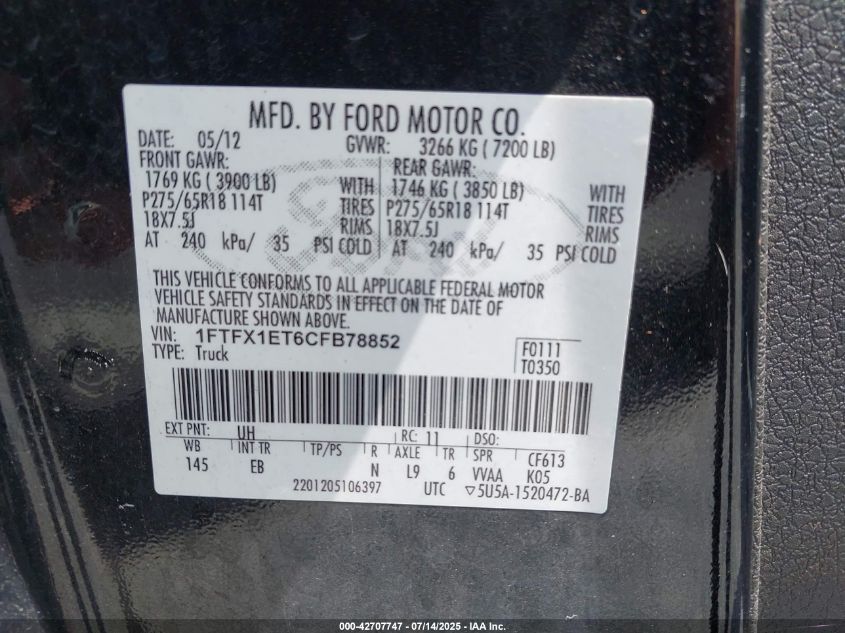 MFD. BY FORD MOTOR CO.
DATE: 05/12 GVWR: 3266 KG ( 7200 LB)
FRONT GAWR: REAR GAWR:
1769 KG ( 3900 LB) WITH 1746 KG ( 3850 LB) WITH
P275/65R18 114T TIRES P275/65R18 114T TIRES
18X7.5J RIMS 18X7.5J RIMS
AT 240 kPa/ 35 PSI COLD AT 240 kPa/ 35 PSI COLD
THIS VEHICLE CONFORMS TO ALL APPLICABLE FEDERAL MOTOR
VEHICLE SAFETY STANDARDS IN EFFECT ON THE DATE OF
MANUFACTURE SHOWN ABOVE.
VIN: 1FTFX1ET6CFB78852
TYPE: Truck
F0111
T0350
EXT PNT: UH RC: 11 DSO:
WB INT TR TP/PS R AXLE TR SPR CF613
145 EB N L9 6 VVAA K05
2201205106397 UTC ▽5U5A-1520472-BA
000-42707747 / 07/14/2025 - IAA Inc.